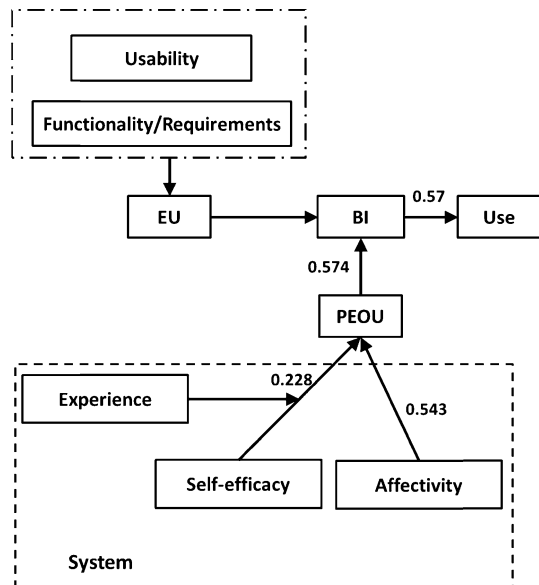 Usability
Functionality/Requirements
EU
BI
0.57
Use
0.574
PEOU
0.228
Experience
0.543
Self-efficacy
Affectivity
System